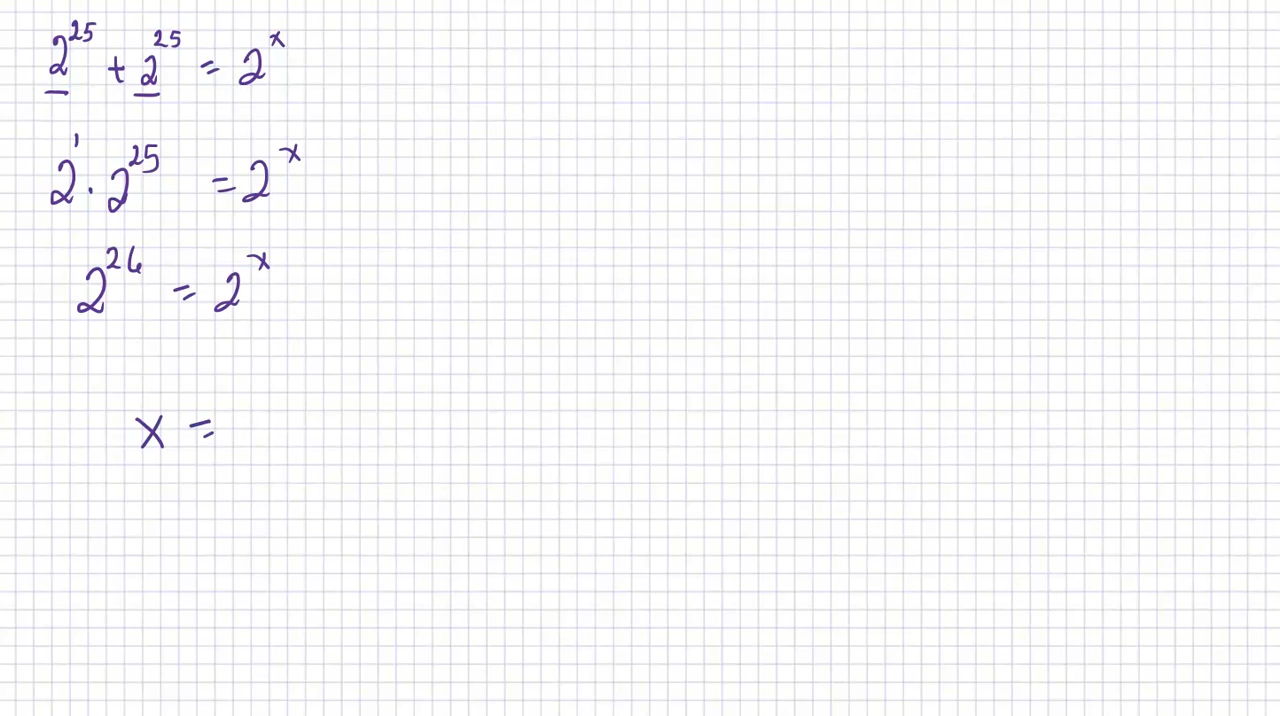 2^25 + 2^25 = 2^x
2^1 · 2^25 = 2^x
2^26 = 2^x
x =